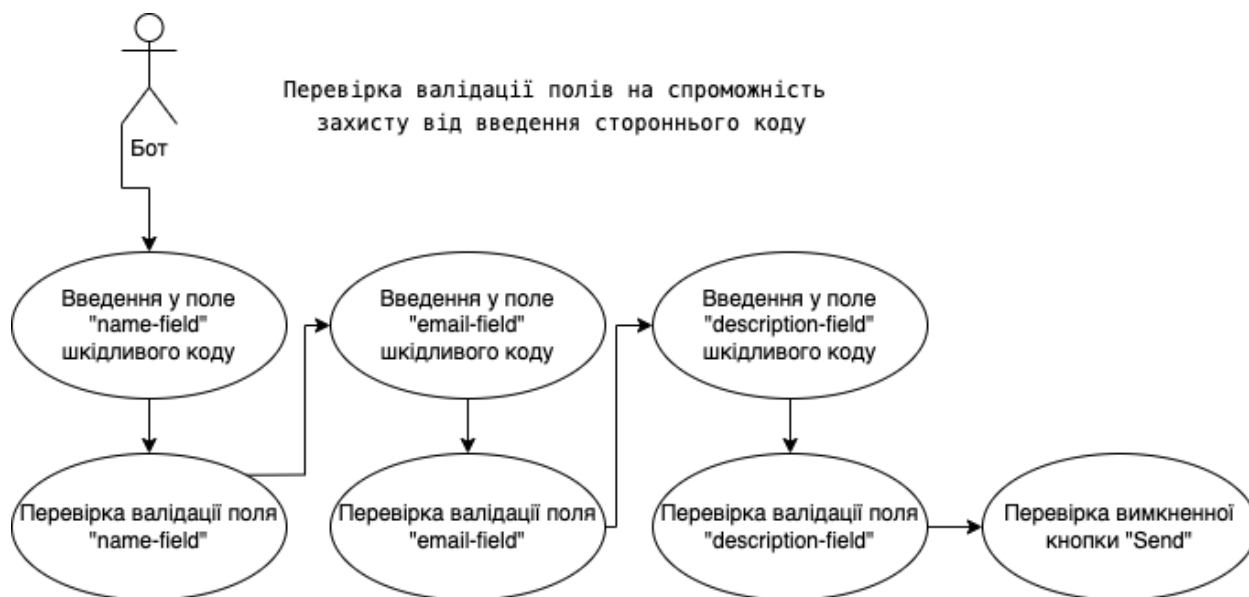 Перевірка валідації полів на спроможність
захисту від введення стороннього коду
Бот
Введення у поле
"name-field"
шкідливого коду
Введення у поле
"email-field"
шкідливого коду
Введення у поле
"description-field"
шкідливого коду
Перевірка валідації поля
"name-field"
Перевірка валідації поля
"email-field"
Перевірка валідації поля
"description-field"
Перевірка вимкненної
кнопки "Send"